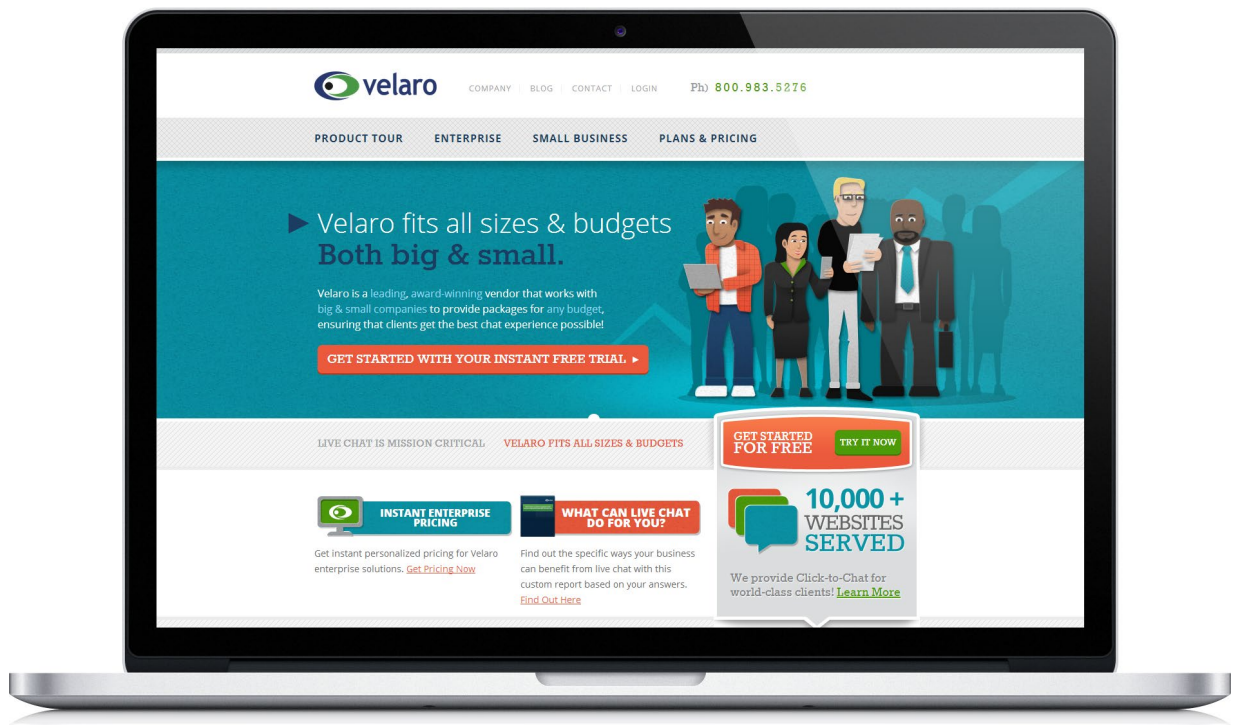 velaro
COMPANY BLOG CONTACT LOGIN Ph) 800.983.5276
PRODUCT TOUR ENTERPRISE SMALL BUSINESS PLANS & PRICING
Velaro fits all sizes & budgets
Both big & small.
Velaro is a leading, award-winning vendor that works with
big & small companies to provide packages for any budget,
ensuring that clients get the best chat experience possible!
GET STARTED WITH YOUR INSTANT FREE TRIAL
LIVE CHAT IS MISSION CRITICAL VELARO FITS ALL SIZES & BUDGETS
GET STARTED
FOR FREE
TRY IT NOW
INSTANT ENTERPRISE
PRICING
Get instant personalized pricing for Velaro
enterprise solutions. Get Pricing Now
WHAT CAN LIVE CHAT
DO FOR YOU?
Find out the specific ways your business
can benefit from live chat with this
custom report based on your answers.
Find Out Here
10,000 +
WEBSITES
SERVED
We provide Click-to-Chat for
world-class clients! Learn More